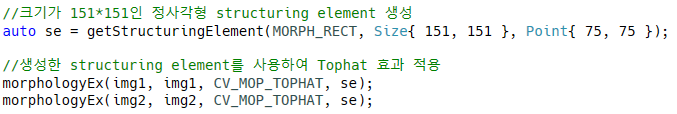 //크기가 151*151인 정사각형 structuring element 생성
auto se = getStructuringElement(MORPH_RECT, Size{ 151, 151 }, Point{ 75, 75 });
//생성한 structuring element를 사용하여 Tophat 효과 적용
morphologyEx(img1, img1, CV_MOP_TOPHAT, se);
morphologyEx(img2, img2, CV_MOP_TOPHAT, se);